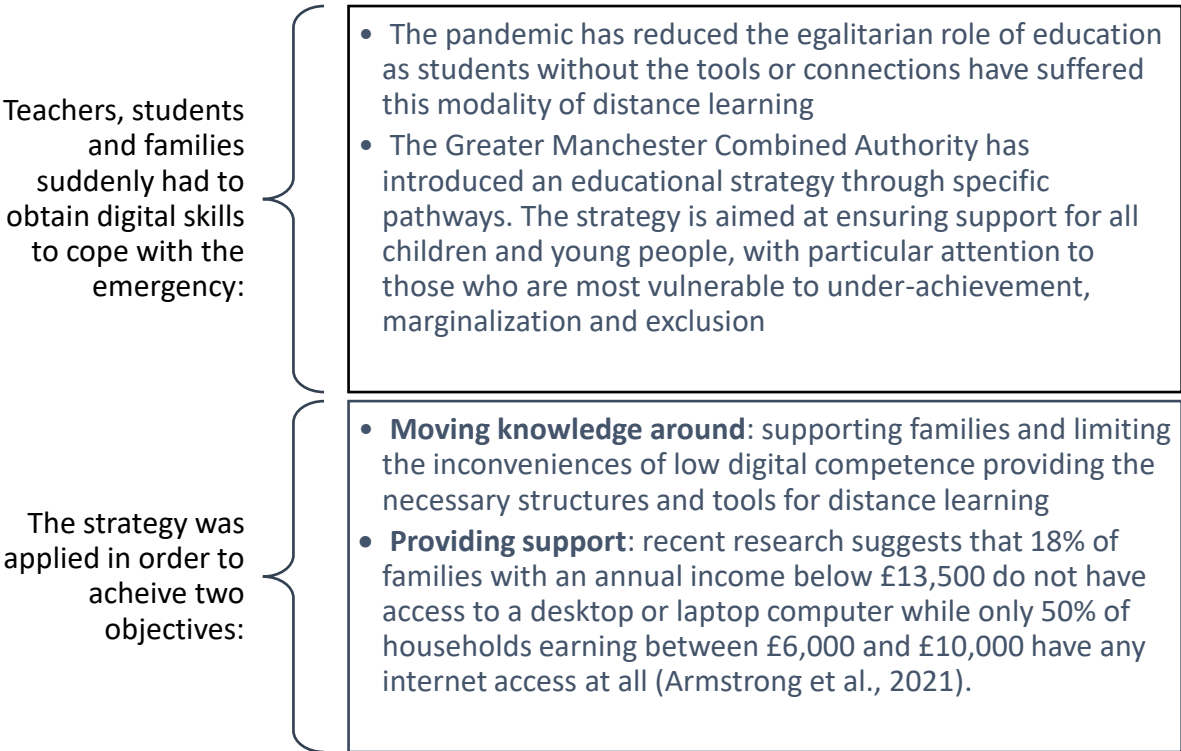 Teachers, students
and families
suddenly had to
obtain digital skills
to cope with the
emergency:
• The pandemic has reduced the egalitarian role of education
as students without the tools or connections have suffered
this modality of distance learning
• The Greater Manchester Combined Authority has
introduced an educational strategy through specific
pathways. The strategy is aimed at ensuring support for all
children and young people, with particular attention to
those who are most vulnerable to under-achievement,
marginalization and exclusion
The strategy was
applied in order to
acheive two
objectives:
• Moving knowledge around: supporting families and limiting
the inconveniences of low digital competence providing the
necessary structures and tools for distance learning
• Providing support: recent research suggests that 18% of
families with an annual income below £13,500 do not have
access to a desktop or laptop computer while only 50% of
households earning between £6,000 and £10,000 have any
internet access at all (Armstrong et al., 2021).